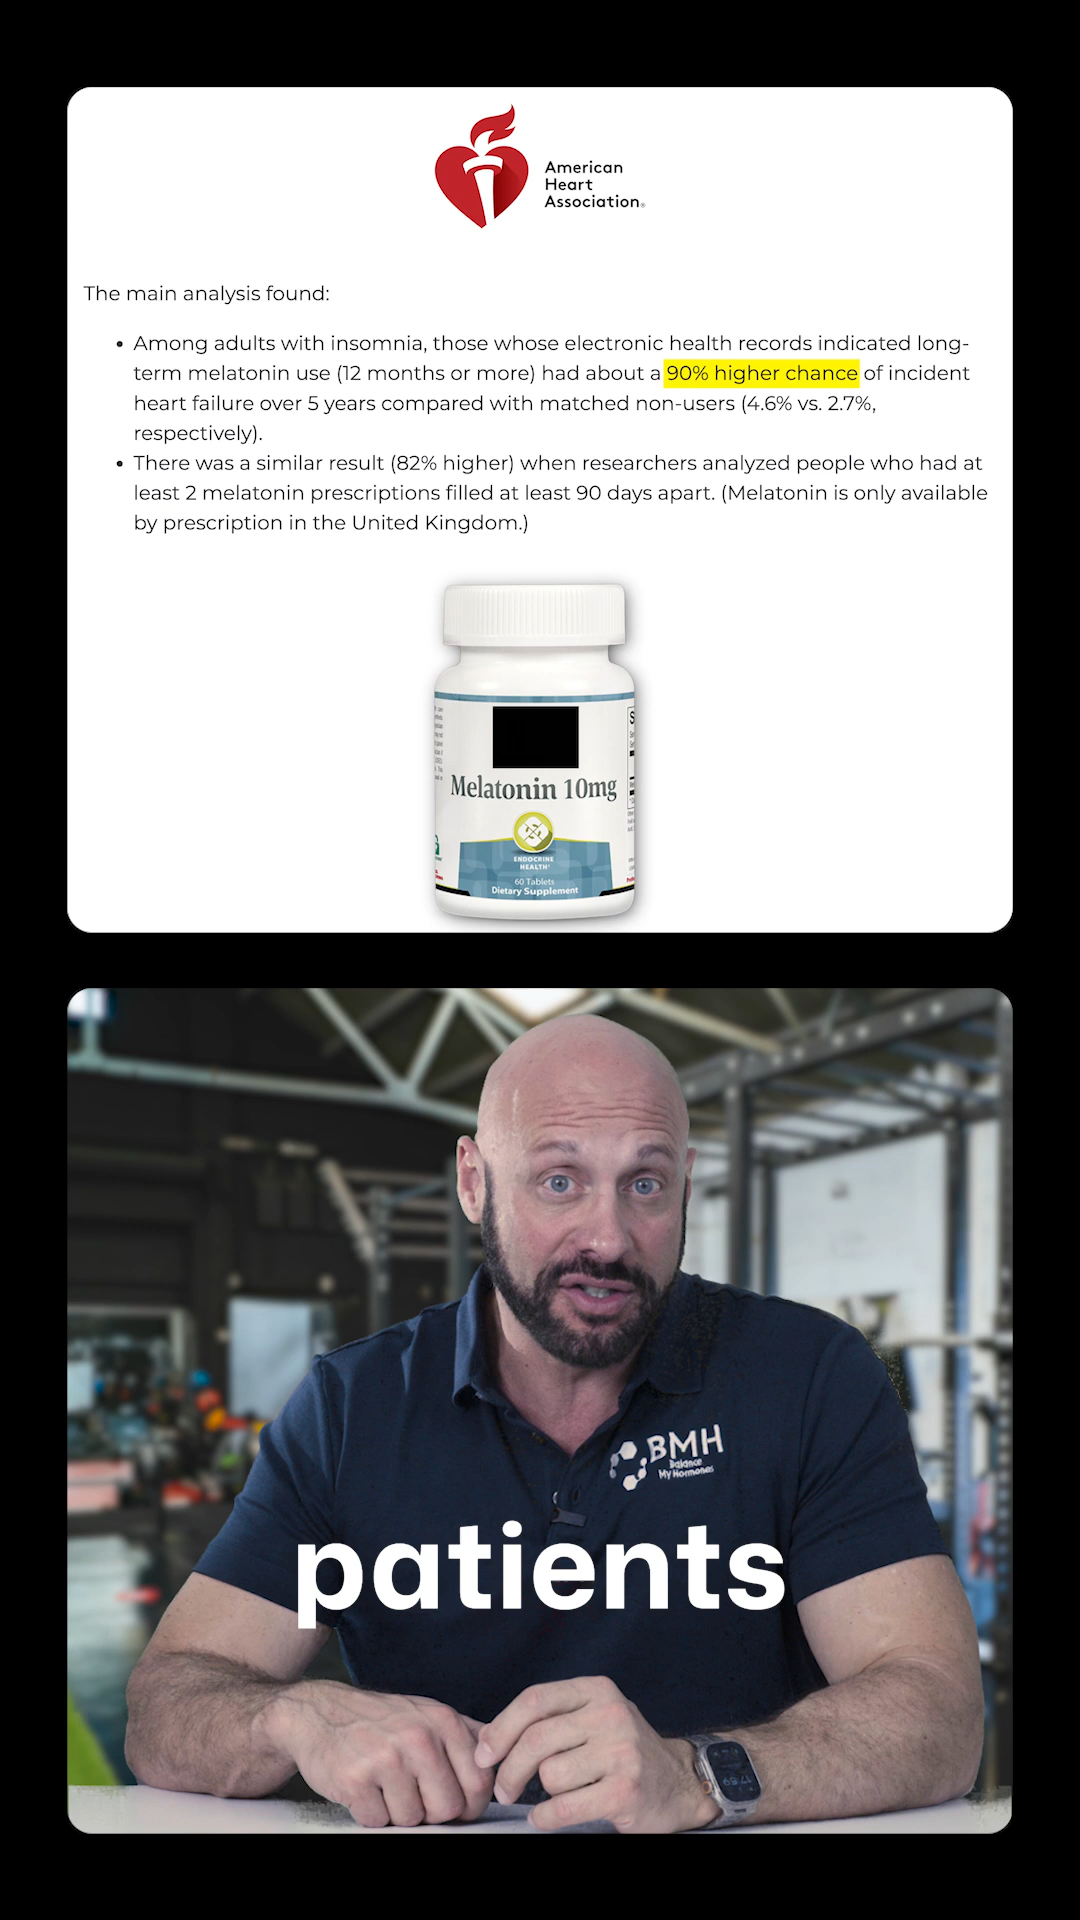 American
Heart
Association®
The main analysis found:
• Among adults with insomnia, those whose electronic health records indicated long-
term melatonin use (12 months or more) had about a 90% higher chance of incident
heart failure over 5 years compared with matched non-users (4.6% vs. 2.7%,
respectively).
• There was a similar result (82% higher) when researchers analyzed people who had at
least 2 melatonin prescriptions filled at least 90 days apart. (Melatonin is only available
by prescription in the United Kingdom.)
Melatonin 10mg
ENDOCRINE
HEALTH
60 Tablets
Dietary Supplement
BMH
Balance
My Hormones
patients
17:59